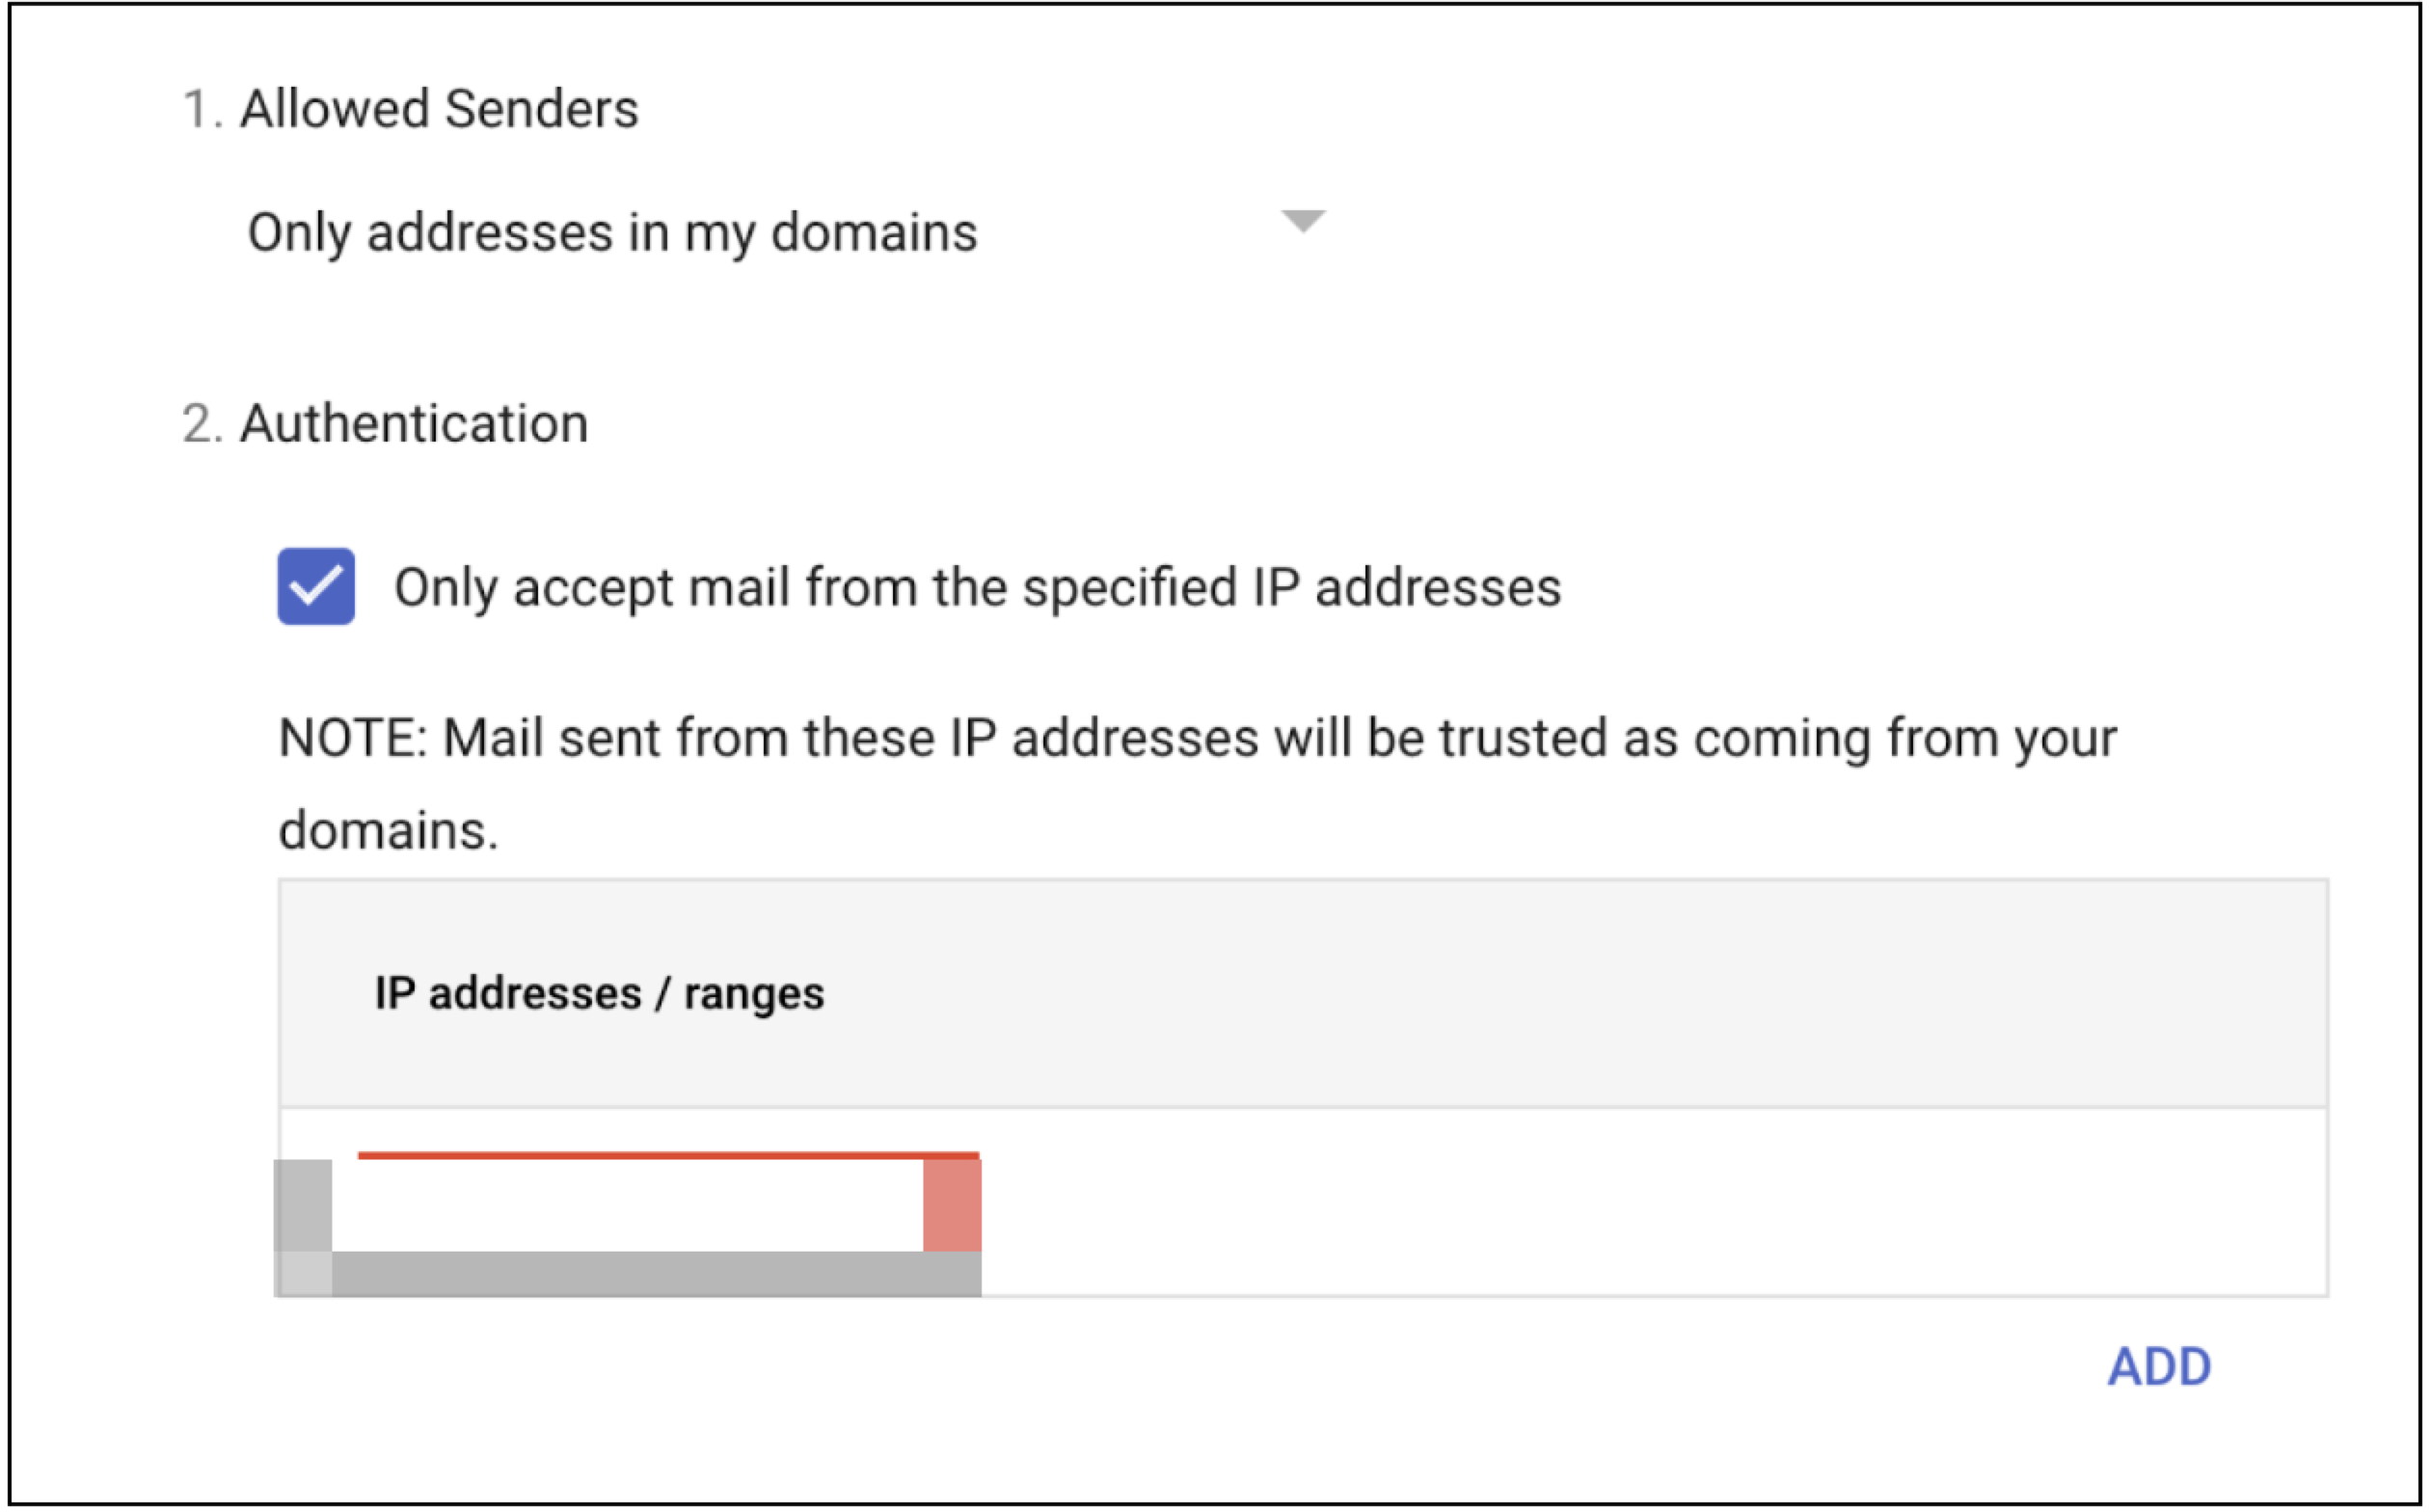 1. Allowed Senders
Only addresses in my domains
2. Authentication
Only accept mail from the specified IP addresses
NOTE: Mail sent from these IP addresses will be trusted as coming from your
domains.
IP addresses / ranges
ADD